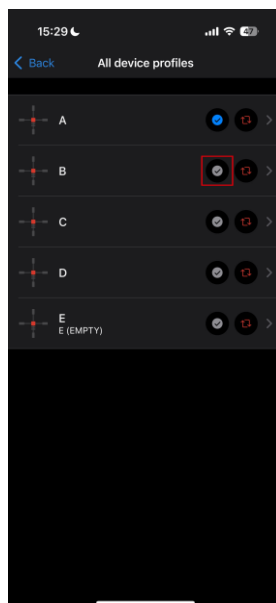 15:29
47
Back
All device profiles
A
B
C
D
E
E (EMPTY)